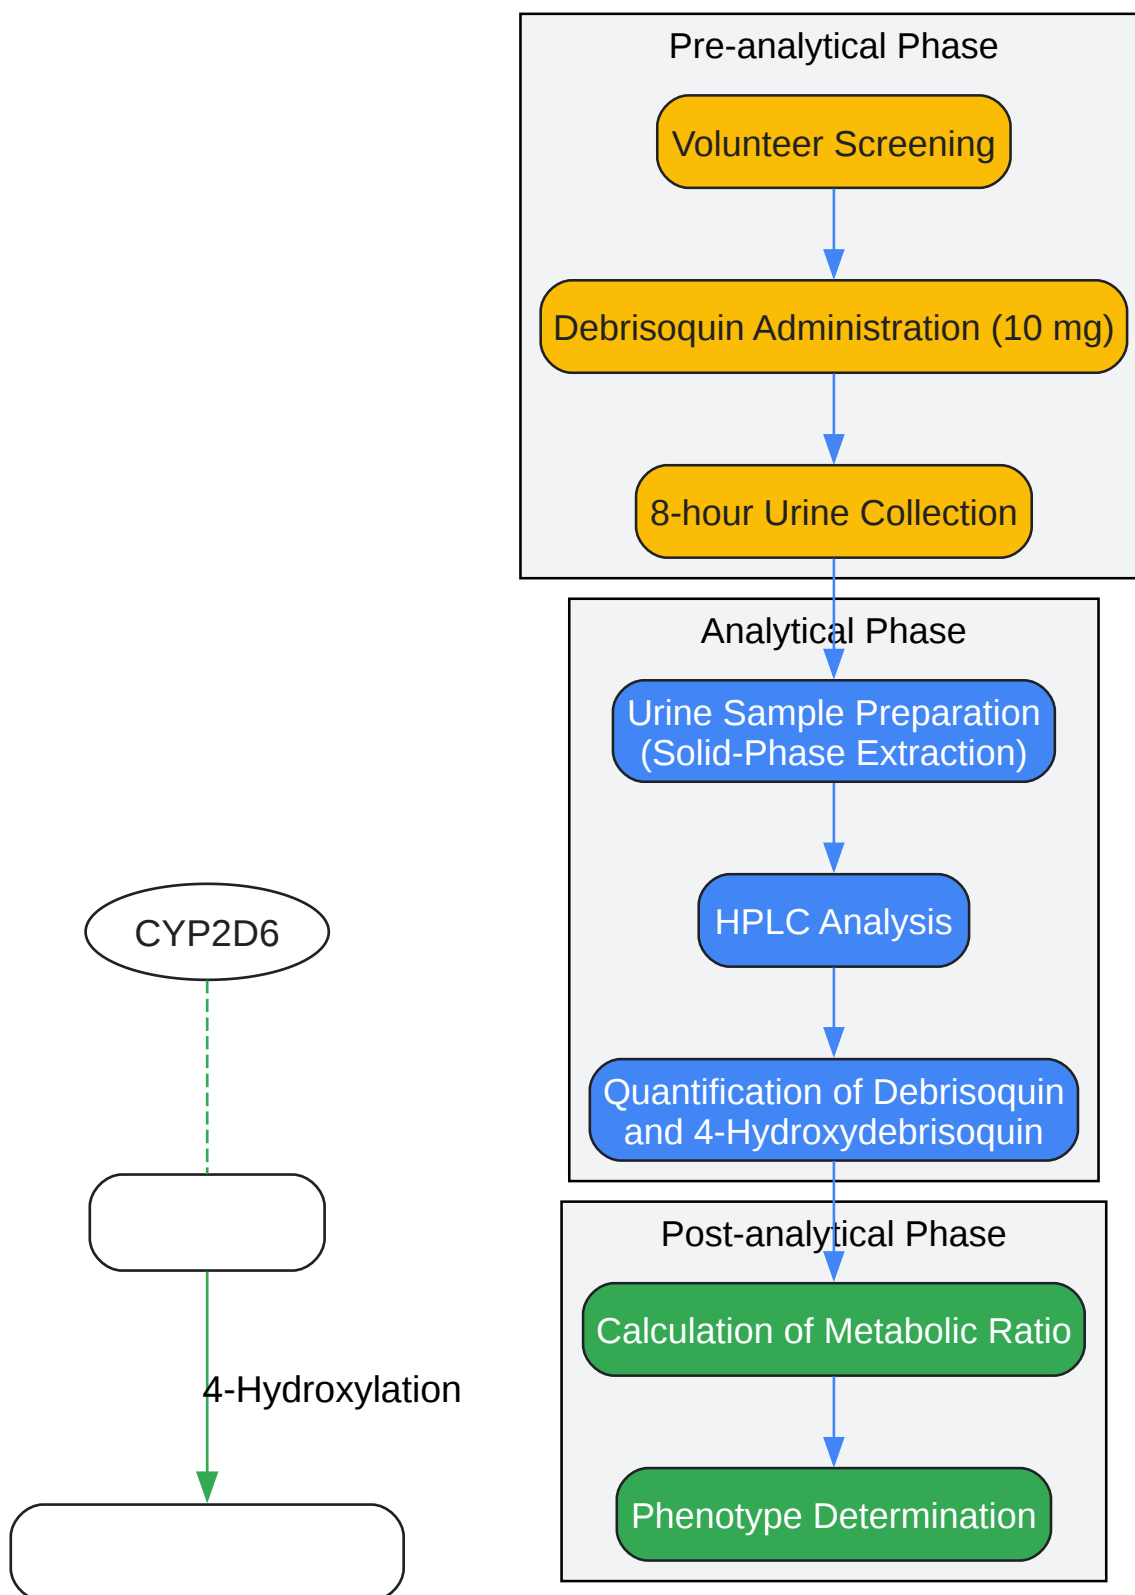 Pre-analytical Phase
Volunteer Screening
Debrisoquin Administration (10 mg)
8-hour Urine Collection
Analytical Phase
Urine Sample Preparation
(Solid-Phase Extraction)
HPLC Analysis
Quantification of Debrisoquin
and 4-Hydroxydebrisoquin
Post-analytical Phase
Calculation of Metabolic Ratio
Phenotype Determination
CYP2D6
4-Hydroxylation